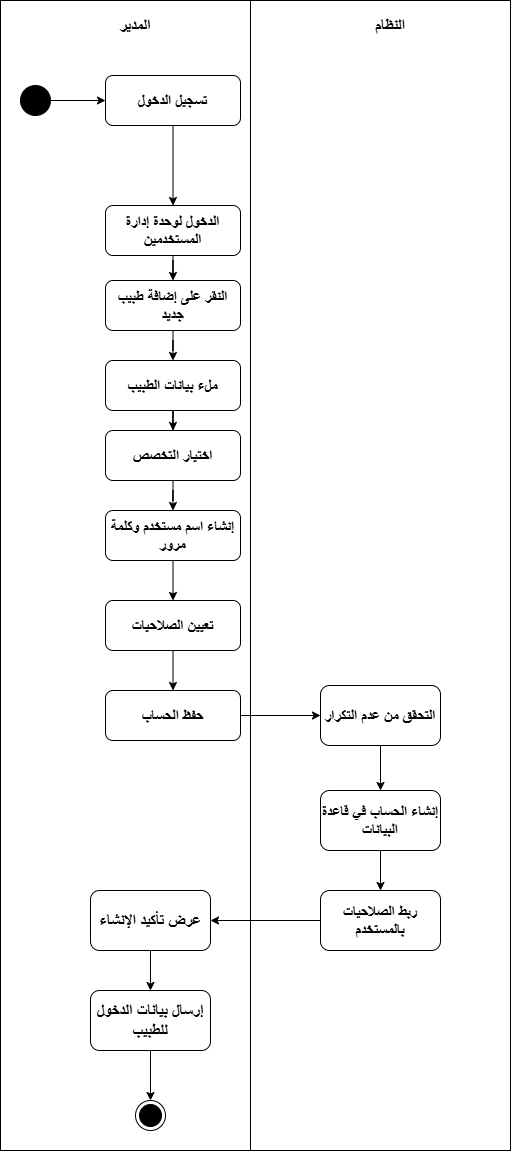 المدير
النظام
تسجيل الدخول
الدخول لوحدة إدارة
المستخدمين
النقر على إضافة طبيب
جديد
ملء بيانات الطبيب
اختيار التخصص
إنشاء اسم مستخدم وكلمة
مرور
تعيين الصلاحيات
حفظ الحساب
التحقق من عدم التكرار
إنشاء الحساب في قاعدة
البيانات
ربط الصلاحيات
بالمستخدم
عرض تأكيد الإنشاء
إرسال بيانات الدخول
للطبيب